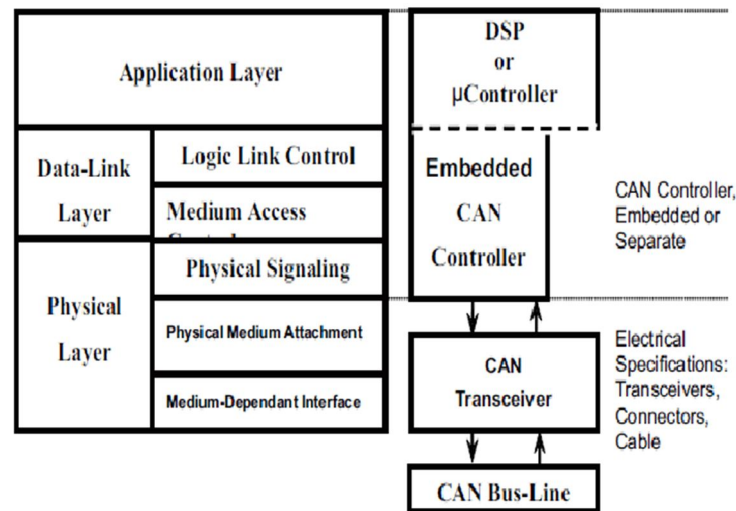 Application Layer
Data-Link
Layer
Logic Link Control
Medium Access
Physical
Layer
Physical Signaling
Physical Medium Attachment
Medium-Dependant Interface
DSP
or
µController
Embedded
CAN
Controller
CAN
Transceiver
CAN Bus-Line
CAN Controller,
Embedded or
Separate
Electrical
Specifications:
Transceivers,
Connectors,
Cable